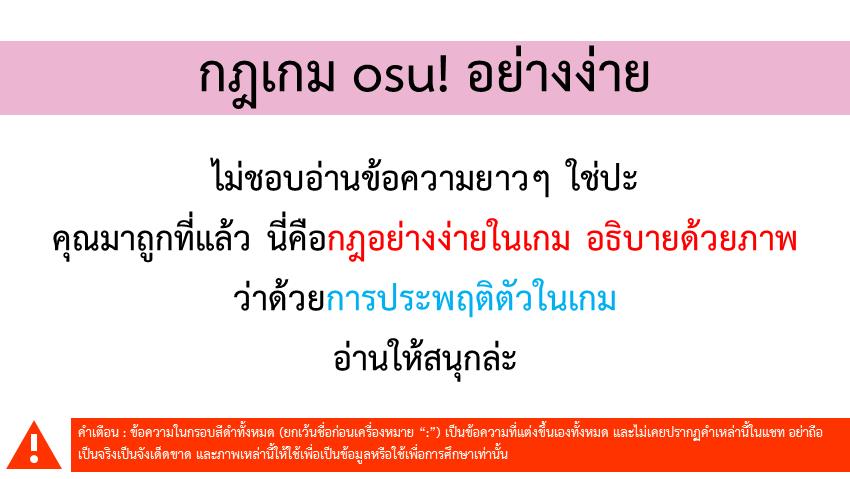 กฎเกม osu! อย่างง่าย
ไม่ชอบอ่านข้อความยาวๆ ใช่ปะ
คุณมาถูกที่แล้ว นี่คือกฎอย่างง่ายในเกม อธิบายด้วยภาพ
ว่าด้วยการประพฤติตัวในเกม
อ่านให้สนุกล่ะ
คำเตือน : ข้อความในกรอบสีดำทั้งหมด (ยกเว้นชื่อก่อนเครื่องหมาย “:”) เป็นข้อความที่แต่งขึ้นเองทั้งหมด และไม่เคยปรากฏคำเหล่านี้ในแชท อย่าถือ
เป็นจริงเป็นจังเด็ดขาด และภาพเหล่านี้ให้ใช้เพื่อเป็นข้อมูลหรือใช้เพื่อการศึกษาเท่านั้น